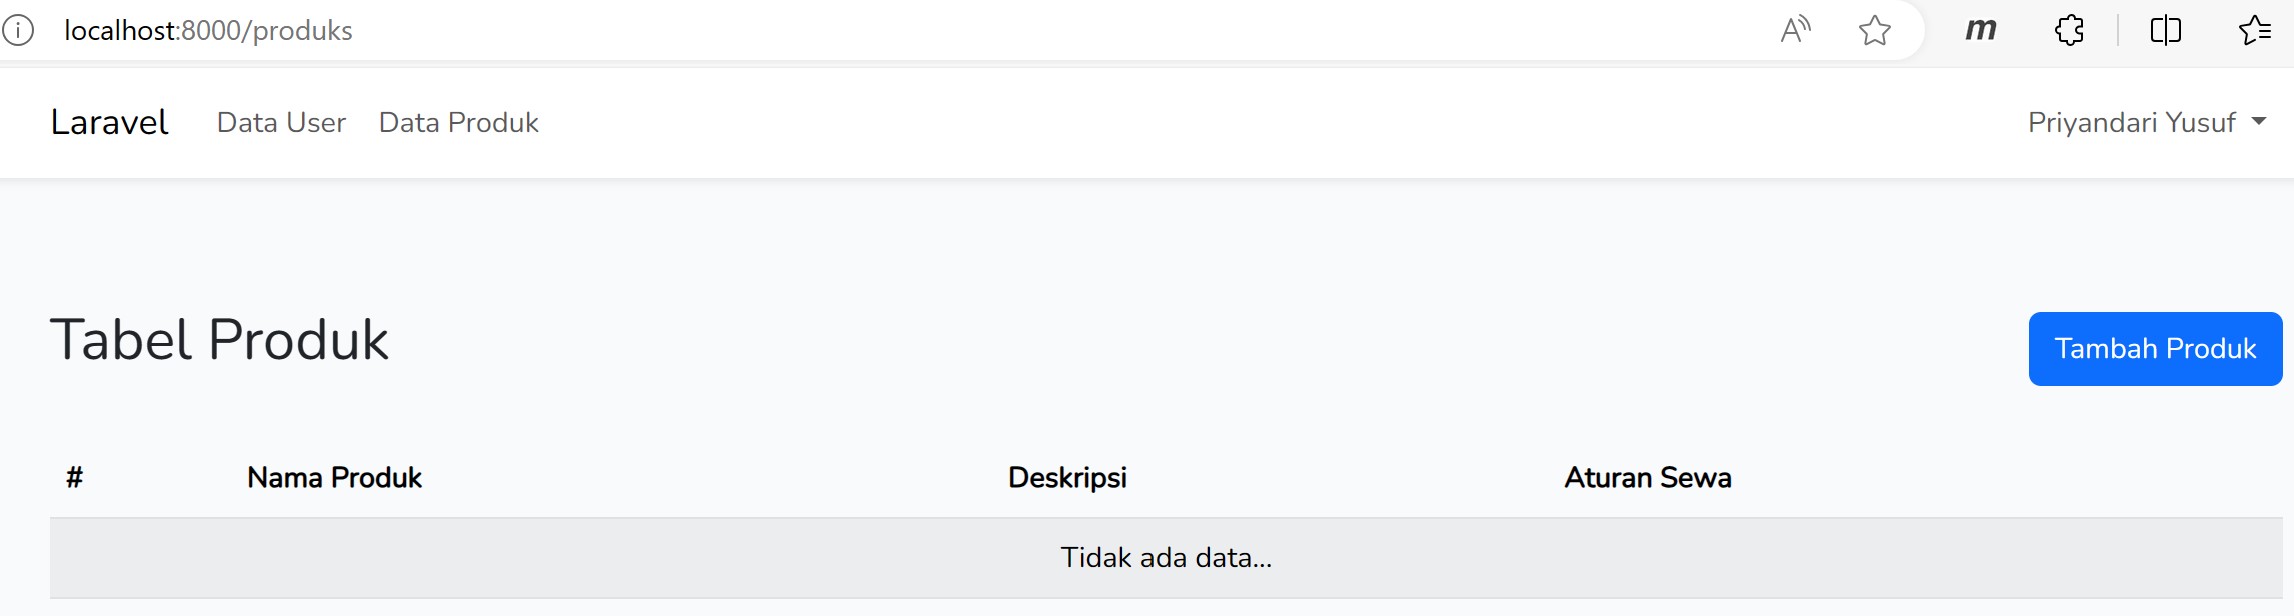 localhost:8000/produks
Laravel Data User Data Produk Priyandari Yusuf
Tabel Produk
Tambah Produk
# Nama Produk Deskripsi Aturan Sewa
Tidak ada data...